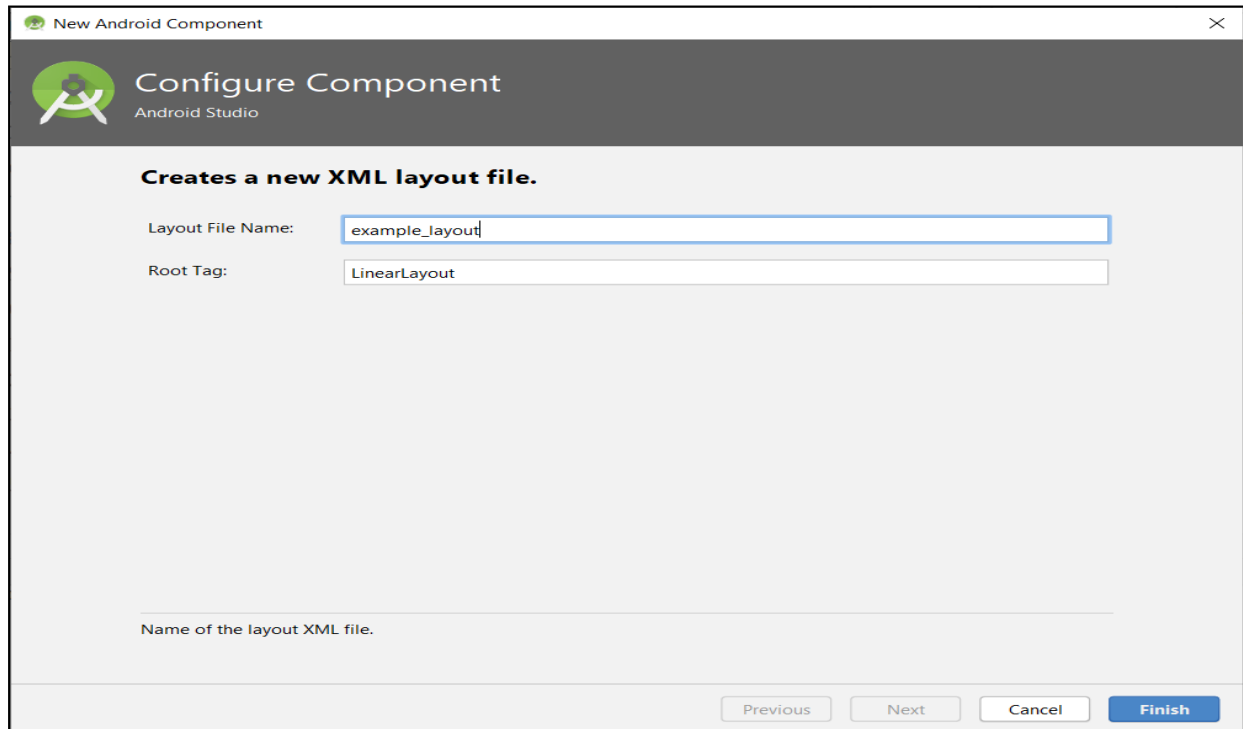 New Android Component
Configure Component
Android Studio
Creates a new XML layout file.
Layout File Name:
example_layout
Root Tag:
LinearLayout
Name of the layout XML file.
Previous
Next
Cancel
Finish